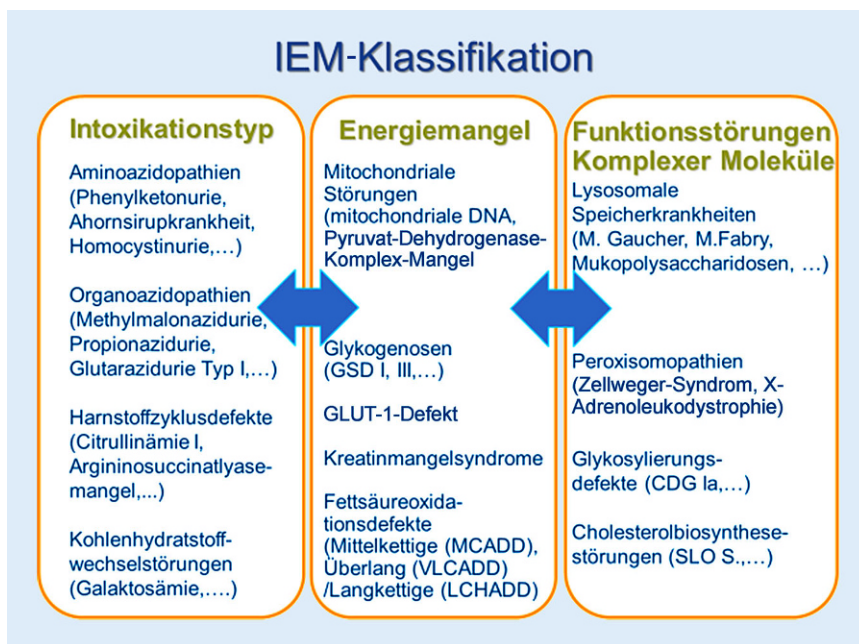 IEM-Klassifikation
Intoxikationstyp
Aminoazidopathien
(Phenylketonurie,
Ahornsirupkrankheit,
Homocystinurie,…)
Organoazidopathien
(Methylmalonazidurie,
Propionazidurie,
Glutarazidurie Typ I,…)
Harnstoffzyklusdefekte
(Citrullinämie I,
Argininosuccinatlyase-
mangel,...)
Kohlenhydratstoff-
wechselstörungen
(Galaktosämie,….)
Energiemangel
Mitochondriale
Störungen
(mitochondriale DNA,
Pyruvat-Dehydrogenase-
Komplex-Mangel
Glykogenosen
(GSD I, III,…)
GLUT-1-Defekt
Kreatinmangelsyndrome
Fettsäureoxida-
tionsdefekte
(Mittelkettige (MCADD),
Überlang (VLCADD)
/Langkettige (LCHADD)
Funktionsstörungen
Komplexer Moleküle
Lysosomale
Speicherkrankheiten
(M. Gaucher, M.Fabry,
Mukopolysaccharidosen, …)
Peroxisomopathien
(Zellweger-Syndrom, X-
Adrenoleukodystrophie)
Glykosylierungs-
defekte (CDG Ia,…)
Cholesterolbiosynthese-
störungen (SLO S.,…)